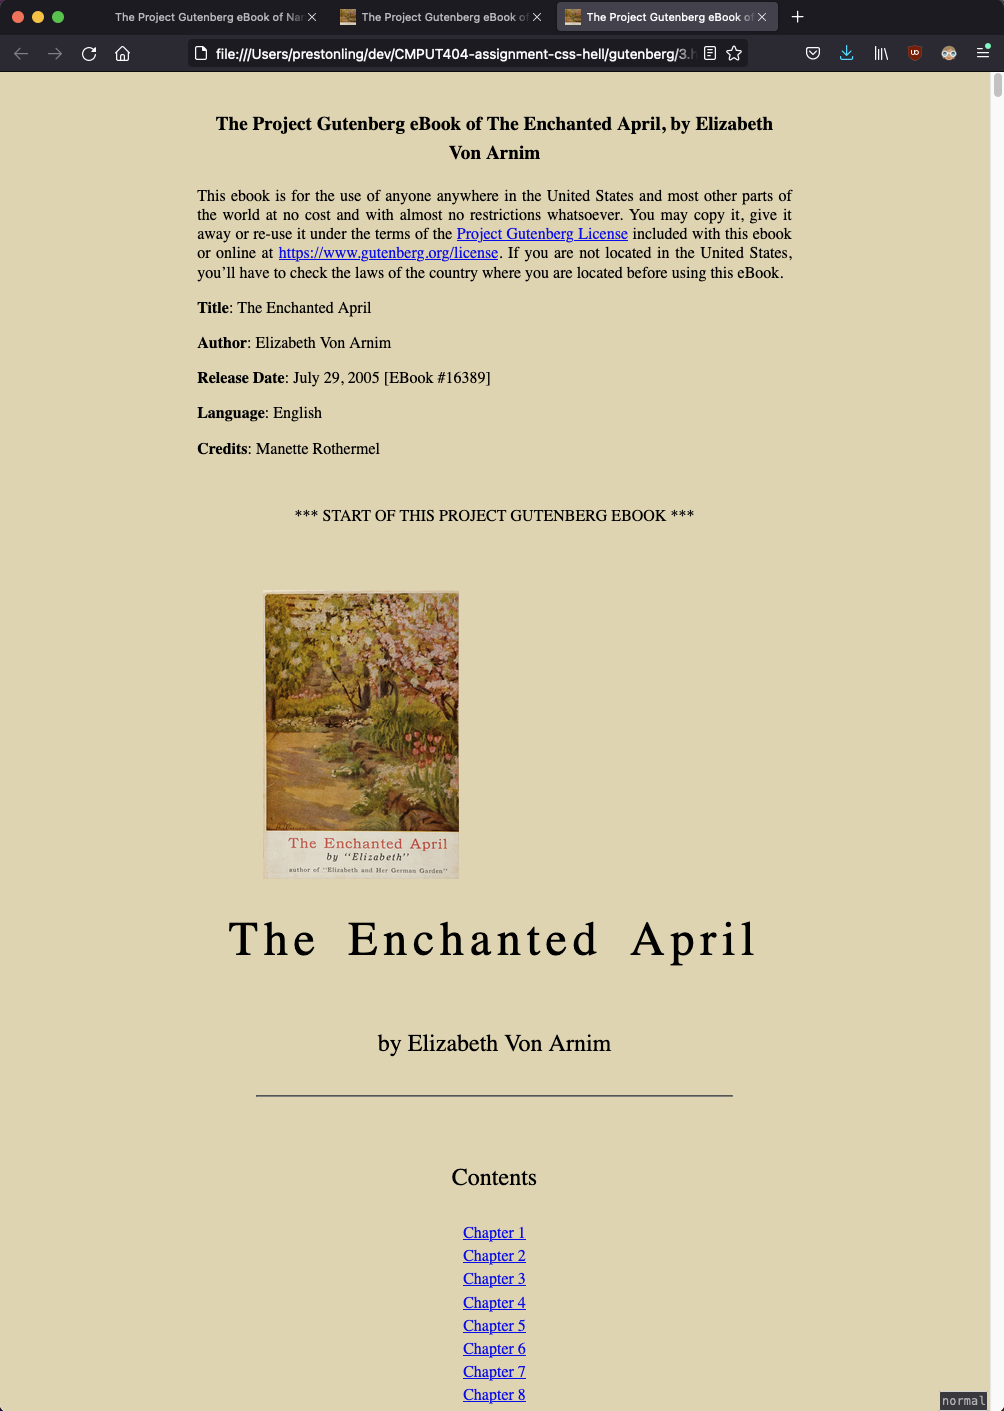 The Project Gutenberg eBook of Nar
The Project Gutenberg eBook of
The Project Gutenberg eBook of
file:///Users/prestonling/dev/CMPUT404-assignment-css-hell/gutenberg/3.h
The Project Gutenberg eBook of The Enchanted April, by Elizabeth
Von Arnim
This ebook is for the use of anyone anywhere in the United States and most other parts of
the world at no cost and with almost no restrictions whatsoever. You may copy it, give it
away or re-use it under the terms of the Project Gutenberg License included with this ebook
or online at https://www.gutenberg.org/license. If you are not located in the United States,
you’ll have to check the laws of the country where you are located before using this eBook.
Title: The Enchanted April
Author: Elizabeth Von Arnim
Release Date: July 29, 2005 [EBook #16389]
Language: English
Credits: Manette Rothermel
*** START OF THIS PROJECT GUTENBERG EBOOK ***
The Enchanted April
by "Elizabeth"
author of "Elizabeth and Her German Garden"
The Enchanted April
by Elizabeth Von Arnim
Contents
Chapter 1
Chapter 2
Chapter 3
Chapter 4
Chapter 5
Chapter 6
Chapter 7
Chapter 8
normal